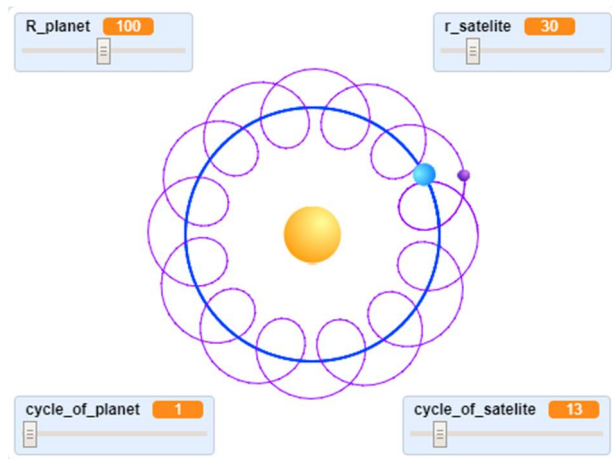 R_planet 100
r_satelite 30
cycle_of_planet 1
cycle_of_satelite 13